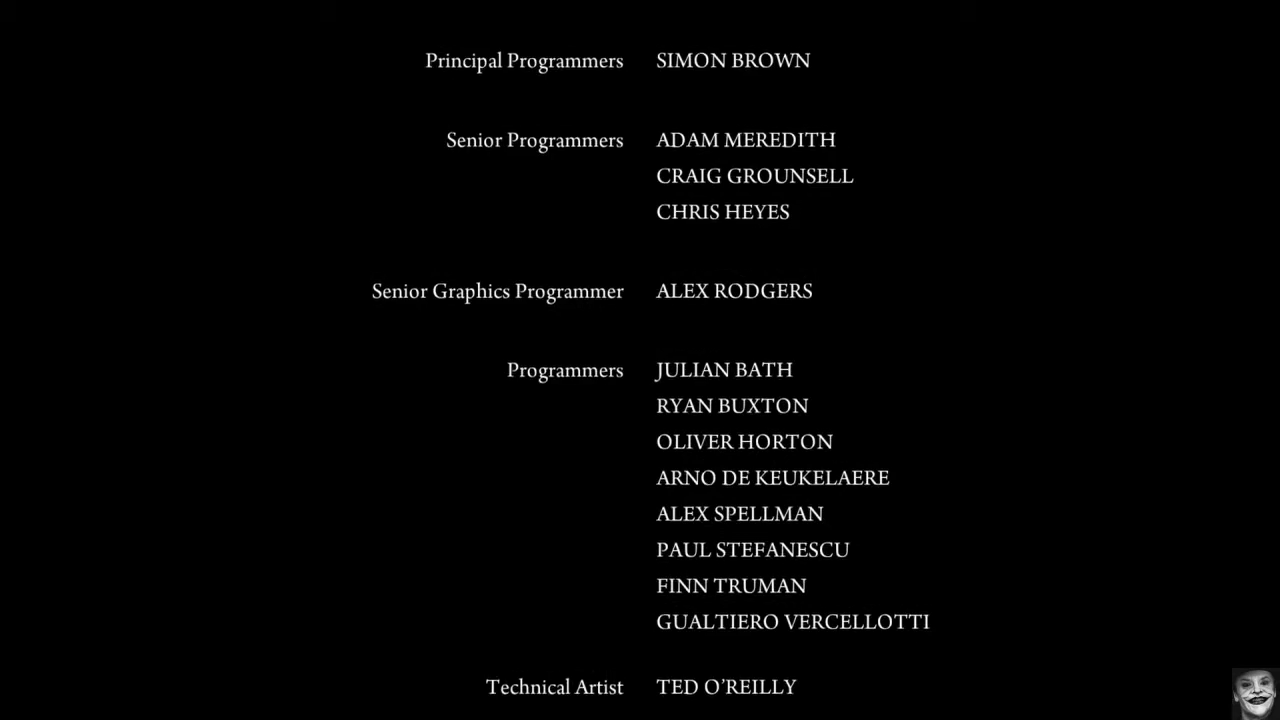 Principal Programmers SIMON BROWN
Senior Programmers ADAM MEREDITH
CRAIG GROUNSELL
CHRIS HEYES
Senior Graphics Programmer ALEX RODGERS
Programmers JULIAN BATH
RYAN BUXTON
OLIVER HORTON
ARNO DE KEUKELAERE
ALEX SPELLMAN
PAUL STEFANESCU
FINN TRUMAN
GUALTIERO VERCELLOTTI
Technical Artist TED O’REILLY